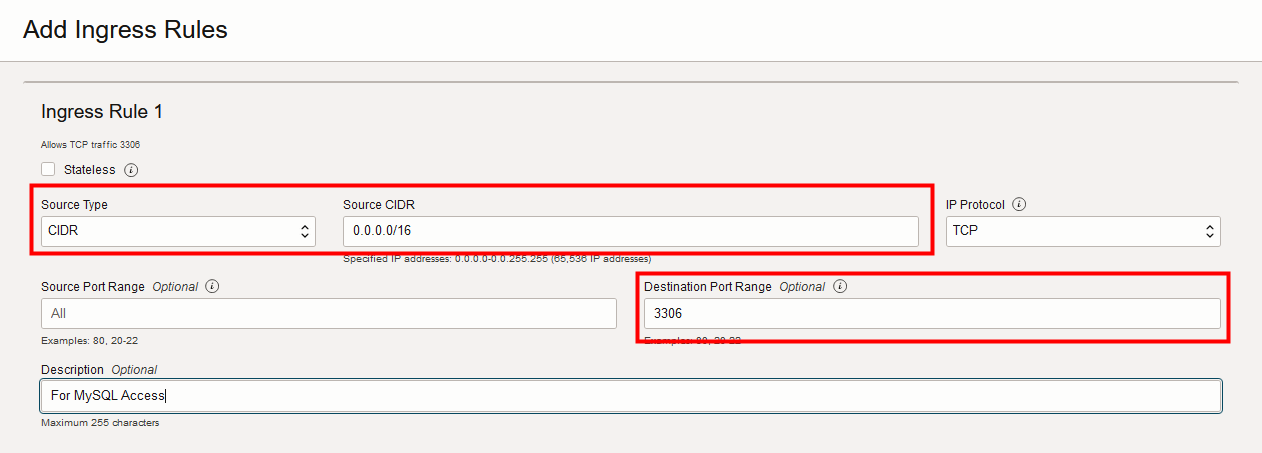 Add Ingress Rules
Ingress Rule 1
Allows TCP traffic 3306
Stateless i
Source Type Source CIDR IP Protocol i
CIDR 0.0.0.0/16 TCP
Specified IP addresses: 0.0.0.0-0.0.255.255 (65,536 IP addresses)
Source Port Range Optional i Destination Port Range Optional i
All 3306
Examples: 80, 20-22 Examples: 80, 20-22
Description Optional
For MySQL Access
Maximum 255 characters